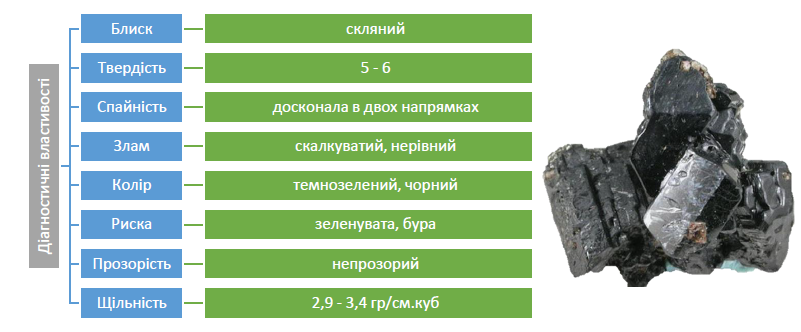 Діагностичні властивості
Блиск скляний
Твердість 5 - 6
Спайність досконала в двох напрямках
Злам скалкуватий, нерівний
Колір темнозелений, чорний
Риска зеленувата, бура
Прозорість непрозорий
Щільність 2,9 - 3,4 гр/см.куб